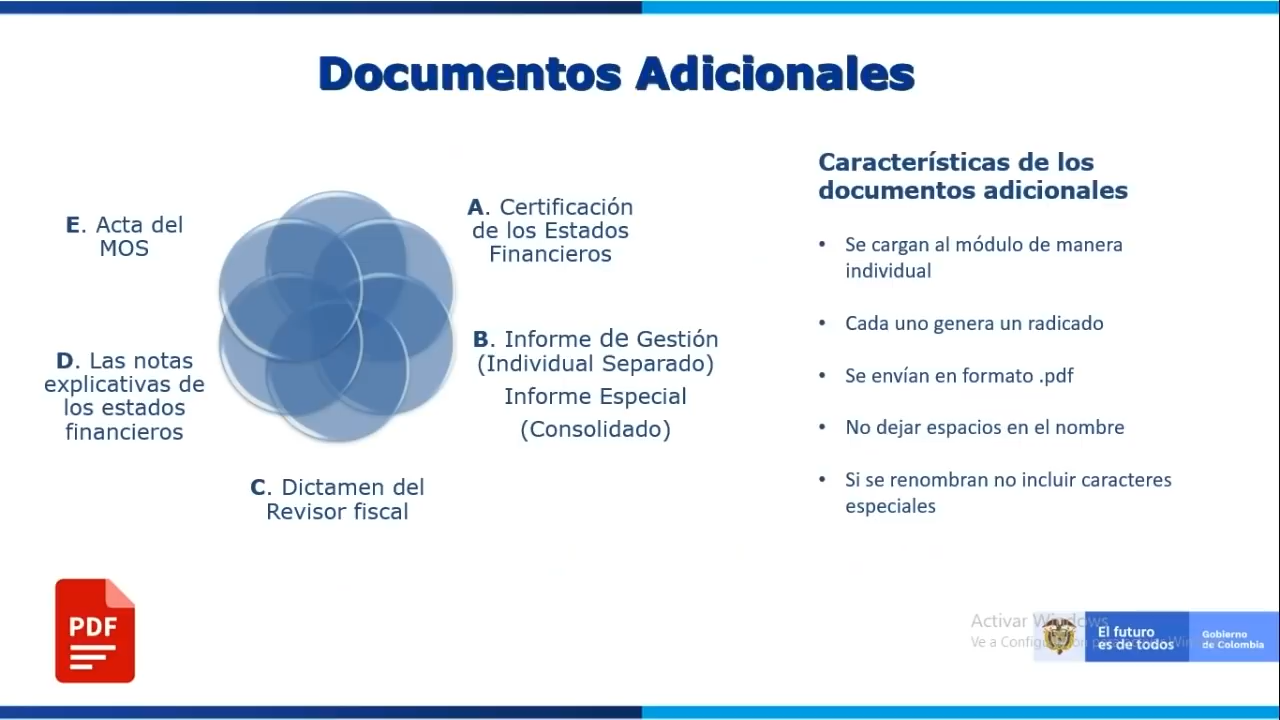 Documentos Adicionales
E. Acta del
MOS
A. Certificación
de los Estados
Financieros
B. Informe de Gestión
(Individual Separado)
Informe Especial
(Consolidado)
D. Las notas
explicativas de
los estados
financieros
C. Dictamen del
Revisor fiscal
Características de los
documentos adicionales
• Se cargan al módulo de manera
individual
• Cada uno genera un radicado
• Se envían en formato .pdf
• No dejar espacios en el nombre
• Si se renombran no incluir caracteres
especiales
PDF
Activar Windows
Ve a
El futuro
es de todos
Gobierno
de Colombia